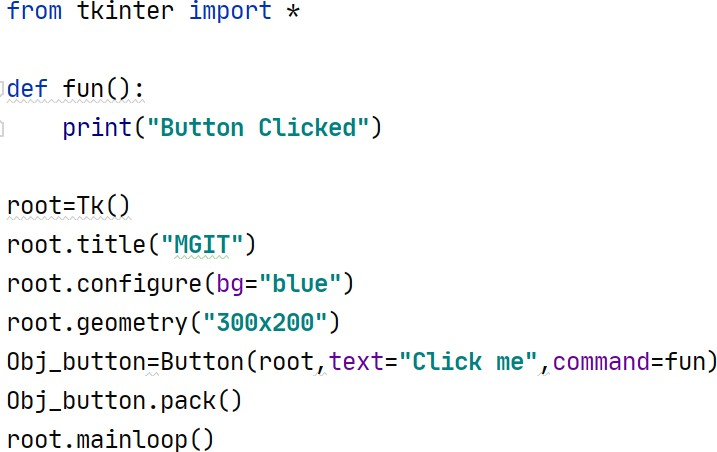 from tkinter import *
def fun():
    print("Button Clicked")
root=Tk()
root.title("MGIT")
root.configure(bg="blue")
root.geometry("300x200")
Obj_button=Button(root,text="Click me",command=fun)
Obj_button.pack()
root.mainloop()